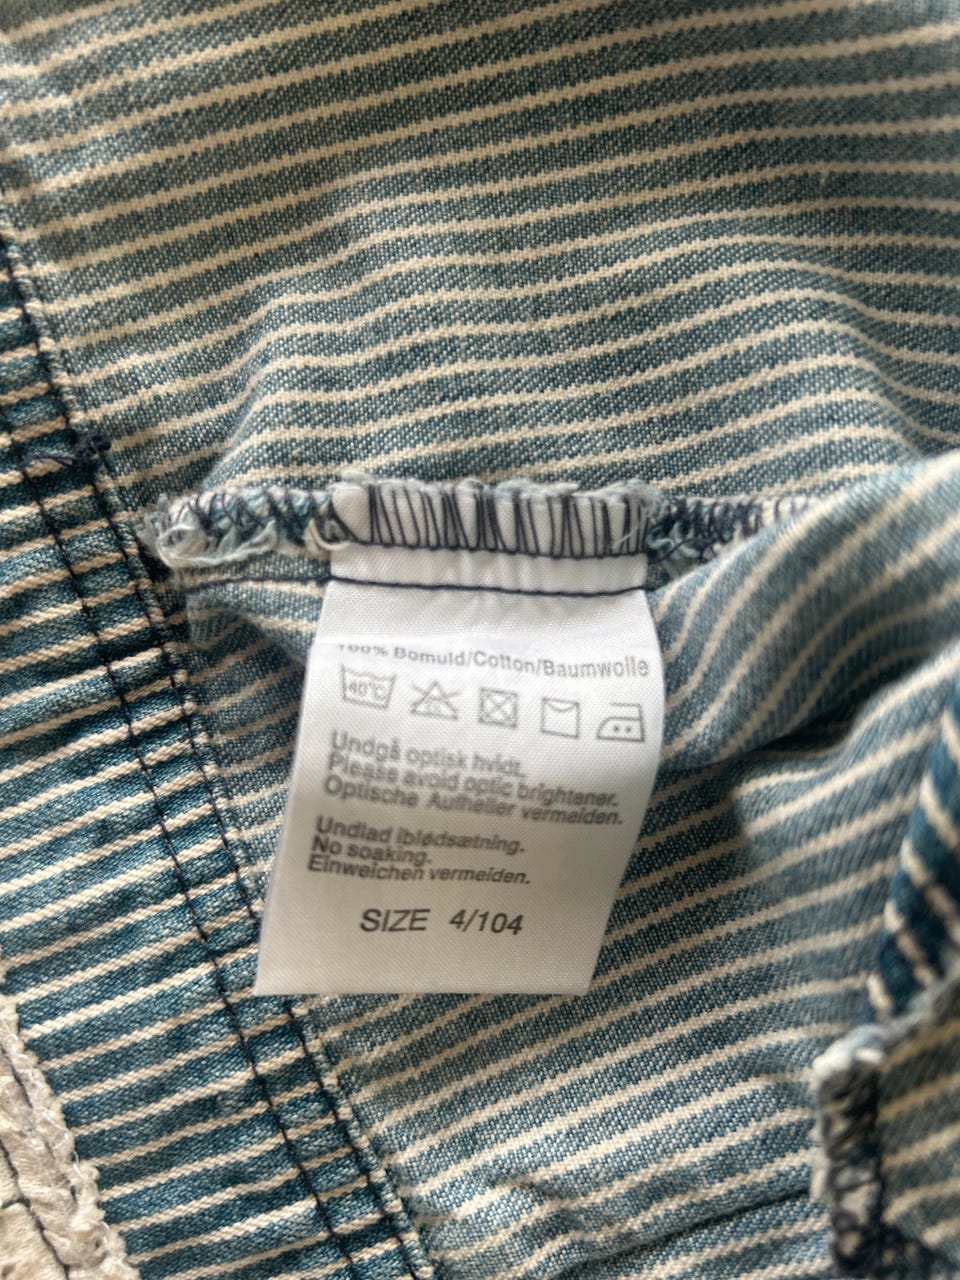 100% Bomuld/Cotton/Baumwolle
40°C
Undgå optisk hvidt.
Please avoid optic brightener.
Optische Aufheller vermeiden.
Undlad iblødsætning.
No soaking.
Einweichen vermeiden.
SIZE 4/104